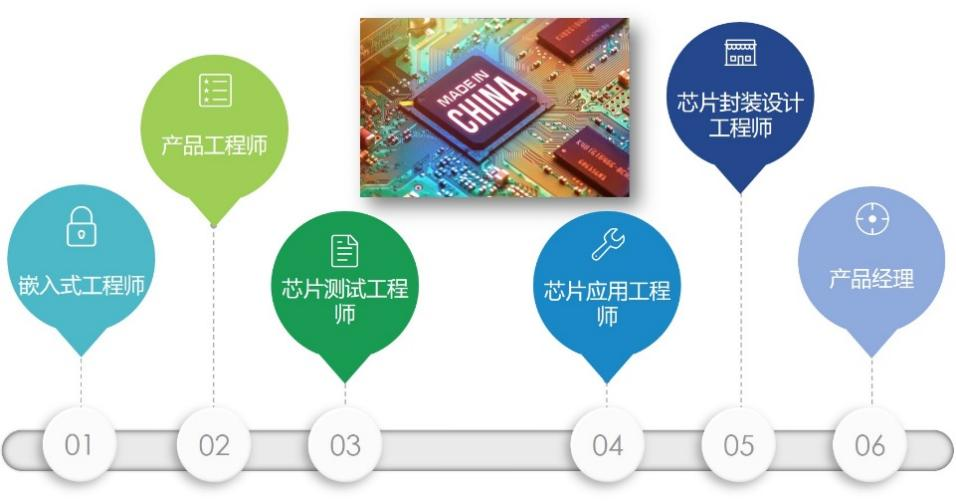 MADE IN
CHINA
芯片封装设计
工程师
产品工程师
嵌入式工程师
芯片测试工程
师
芯片应用工程
师
产品经理
01
02
03
04
05
06